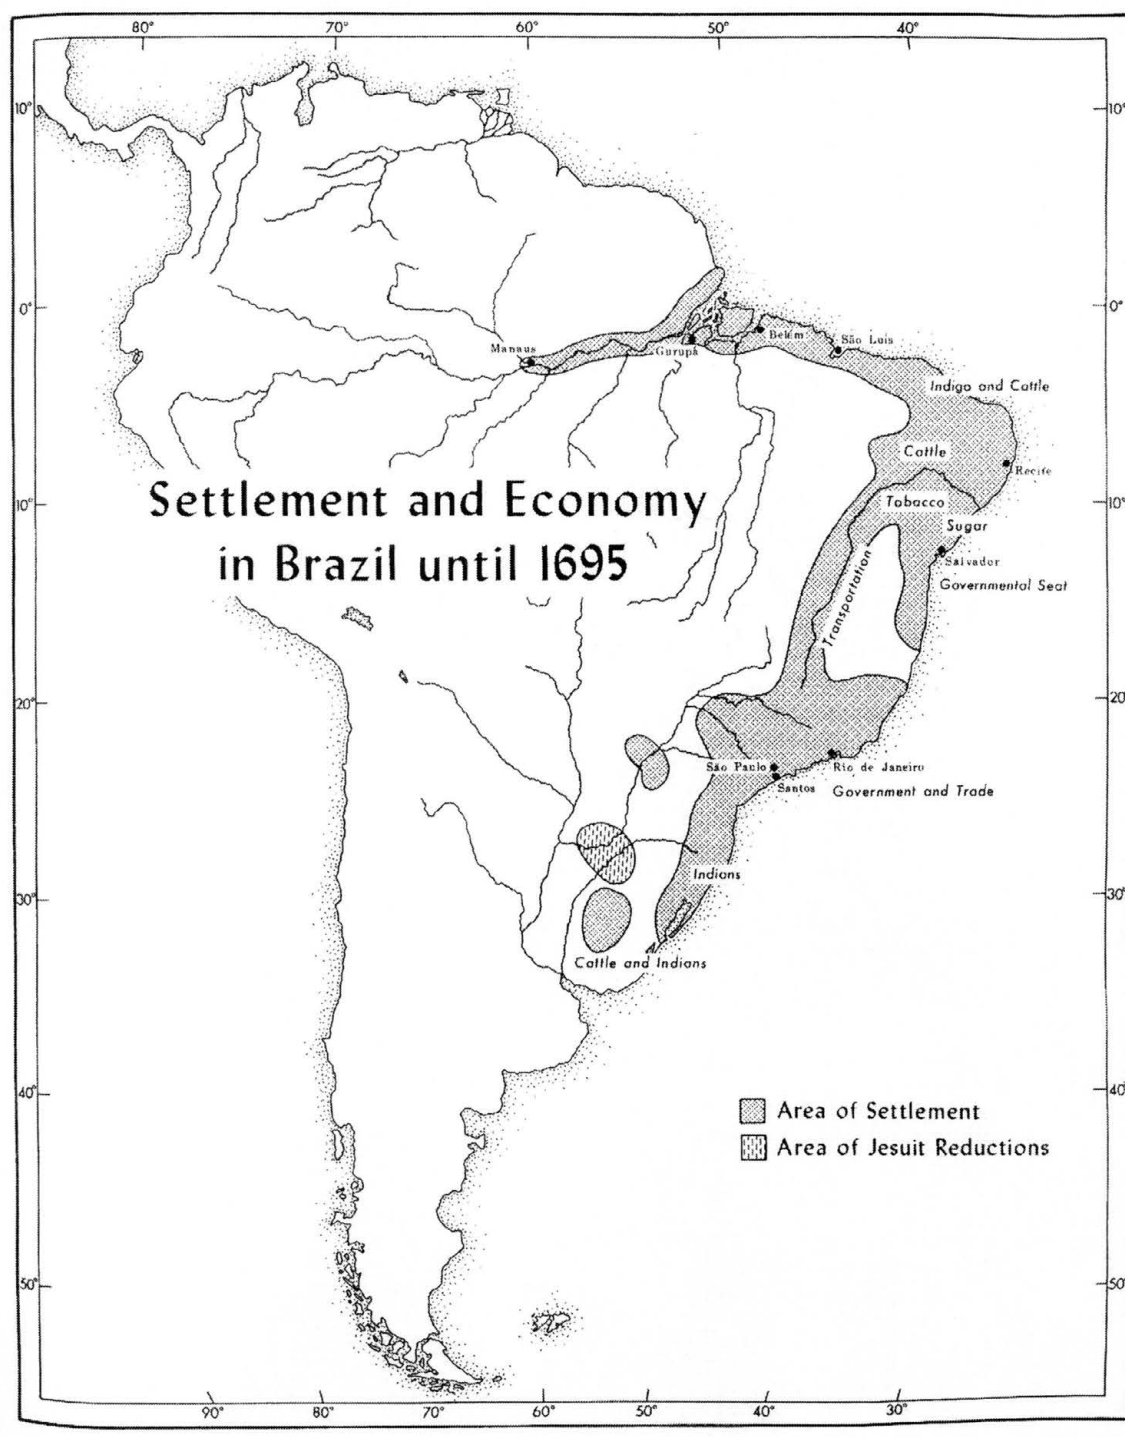 80° 70° 60° 50° 40°
10° 10°
0° 0°
Manaus
Gurupá
Belém
São Luis
Indigo and Cattle
Cattle
Recife
Settlement and Economy
in Brazil until 1695
10° 10°
Tobacco
Sugar
Salvador
Governmental Seat
Transportation
20° 20°
São Paulo
Rio de Janeiro
Santos
Government and Trade
Indians
30° 30°
Cattle and Indians
40° 40°
Area of Settlement
Area of Jesuit Reductions
50° 50°
90° 80° 70° 60° 50° 40° 30°